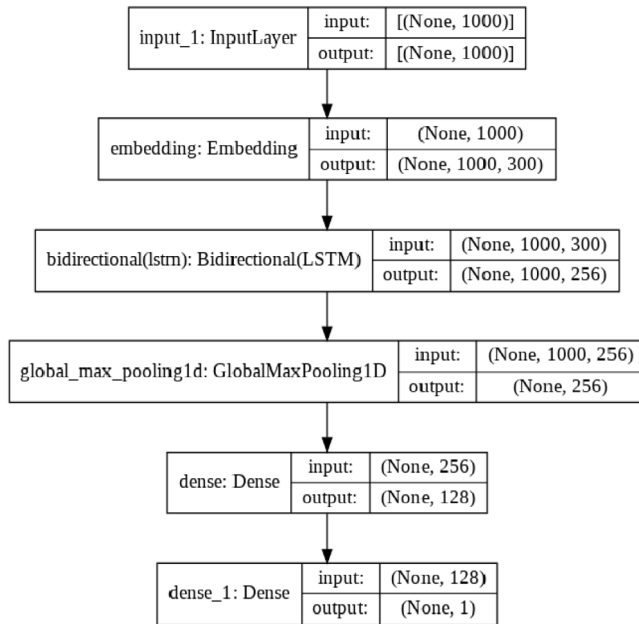 input_1: InputLayer
input: [(None, 1000)]
output: [(None, 1000)]
embedding: Embedding
input: (None, 1000)
output: (None, 1000, 300)
bidirectional(lstm): Bidirectional(LSTM)
input: (None, 1000, 300)
output: (None, 1000, 256)
global_max_pooling1d: GlobalMaxPooling1D
input: (None, 1000, 256)
output: (None, 256)
dense: Dense
input: (None, 256)
output: (None, 128)
dense_1: Dense
input: (None, 128)
output: (None, 1)